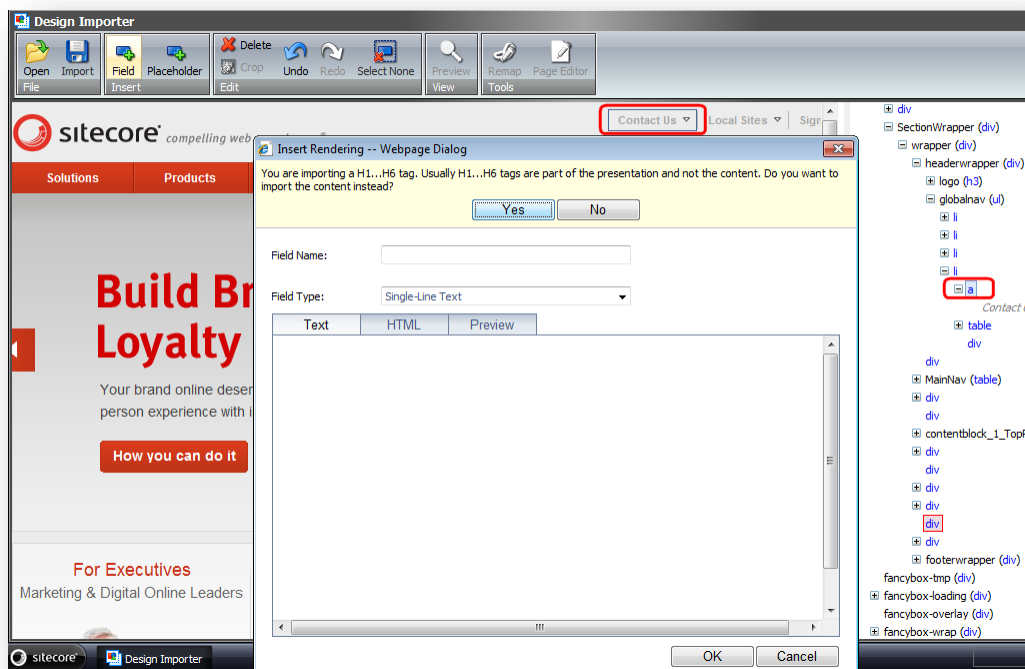 Design Importer
Open Import Field Placeholder Delete Crop Undo Redo Select None Preview Remap Page Editor
File Insert Edit View Tools
sitecore compelling web
Contact Us Local Sites Sign
Solutions Products
Build Br
Loyalty
Your brand online deser
person experience with i
How you can do it
For Executives
Marketing & Digital Online Leaders
Insert Rendering -- Webpage Dialog
You are importing a H1...H6 tag. Usually H1...H6 tags are part of the presentation and not the content. Do you want to
import the content instead?
Yes No
Field Name:
Field Type: Single-Line Text
Text HTML Preview
OK Cancel
div
SectionWrapper (div)
wrapper (div)
headerwrapper (div)
logo (h3)
globalnav (ul)
li
li
li
li
a
Contact
table
div
div
MainNav (table)
div
div
contentblock_1_TopP
div
div
div
div
div
div
footerwrapper (div)
fancybox-tmp (div)
fancybox-loading (div)
fancybox-overlay (div)
fancybox-wrap (div)
sitecore Design Importer